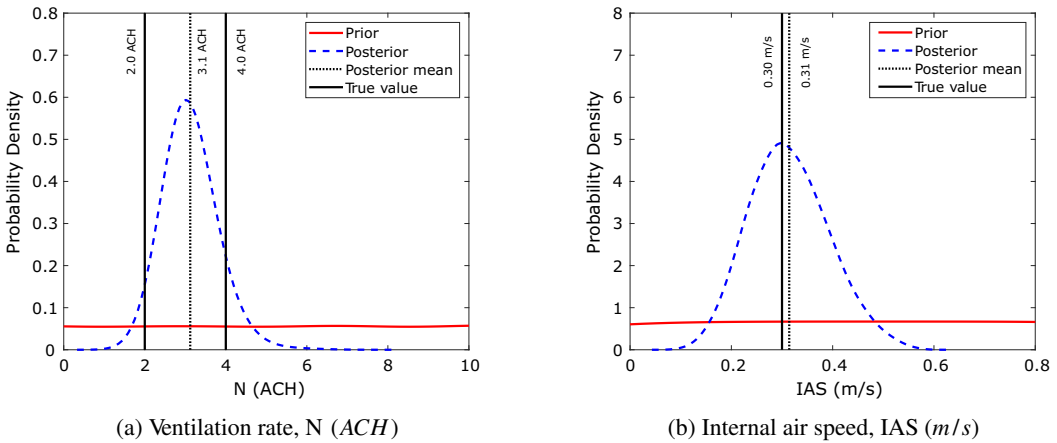 0.8
0.7
0.6
0.5
0.4
0.3
0.2
0.1
0
Probability Density
2.0 ACH
3.1 ACH
4.0 ACH
Prior
Posterior
Posterior mean
True value
0 2 4 6 8 10
N (ACH)
(a) Ventilation rate, N (ACH)
8
7
6
5
4
3
2
1
0
Probability Density
0.30 m/s
0.31 m/s
Prior
Posterior
Posterior mean
True value
0 0.2 0.4 0.6 0.8
IAS (m/s)
(b) Internal air speed, IAS (m/s)